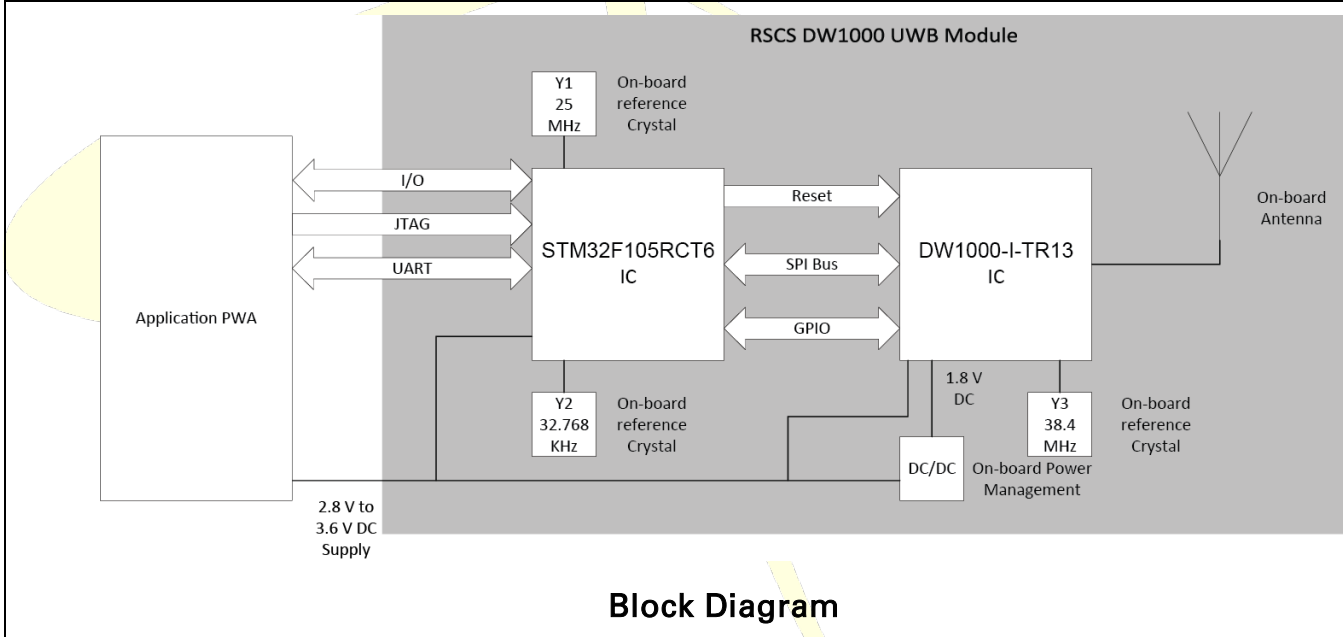 RSCS DW1000 UWB Module
Y1
25
MHz
On-board
reference
Crystal
I/O
JTAG
UART
Application PWA
STM32F105RCT6
IC
Reset
SPI Bus
GPIO
DW1000-I-TR13
IC
On-board
Antenna
Y2
32.768
KHz
On-board
reference
Crystal
1.8 V
DC
Y3
38.4
MHz
On-board
reference
Crystal
DC/DC
On-board Power
Management
2.8 V to
3.6 V DC
Supply
Block Diagram